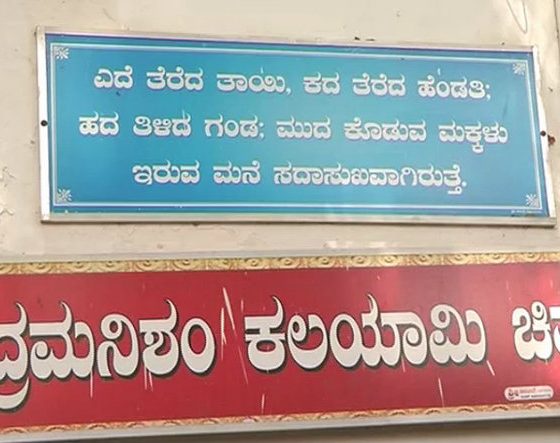 ಎದೆ ತೆರೆದ ತಾಯಿ, ಕದ ತೆರೆದ ಹೆಂಡತಿ;
ಹದ ತಿಳಿದ ಗಂಡ: ಮುದ ಕೊಡುವ ಮಕ್ಕಳು
ಇರುವ ಮನೆ ಸದಾಸುಖವಾಗಿರುತ್ತೆ.
ದ್ರಮನಿಶಂ ಕಲಯಾಮಿ